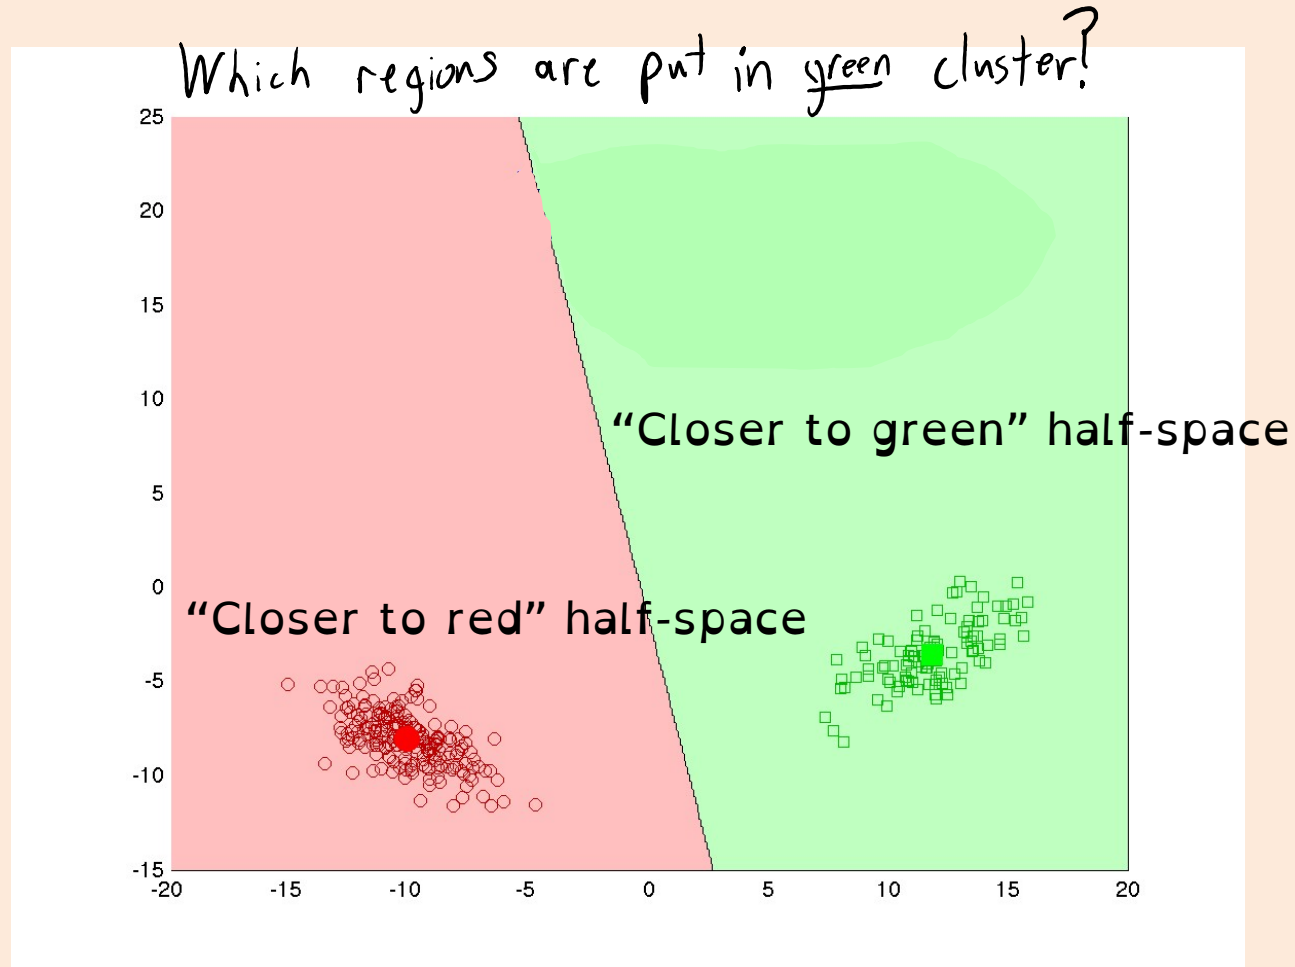 Which regions are put in green cluster?
25
20
15
10
“Closer to green” half-space
5
0
“Closer to red” half-space
-5
-10
-15
-20 -15 -10 -5 0 5 10 15 20